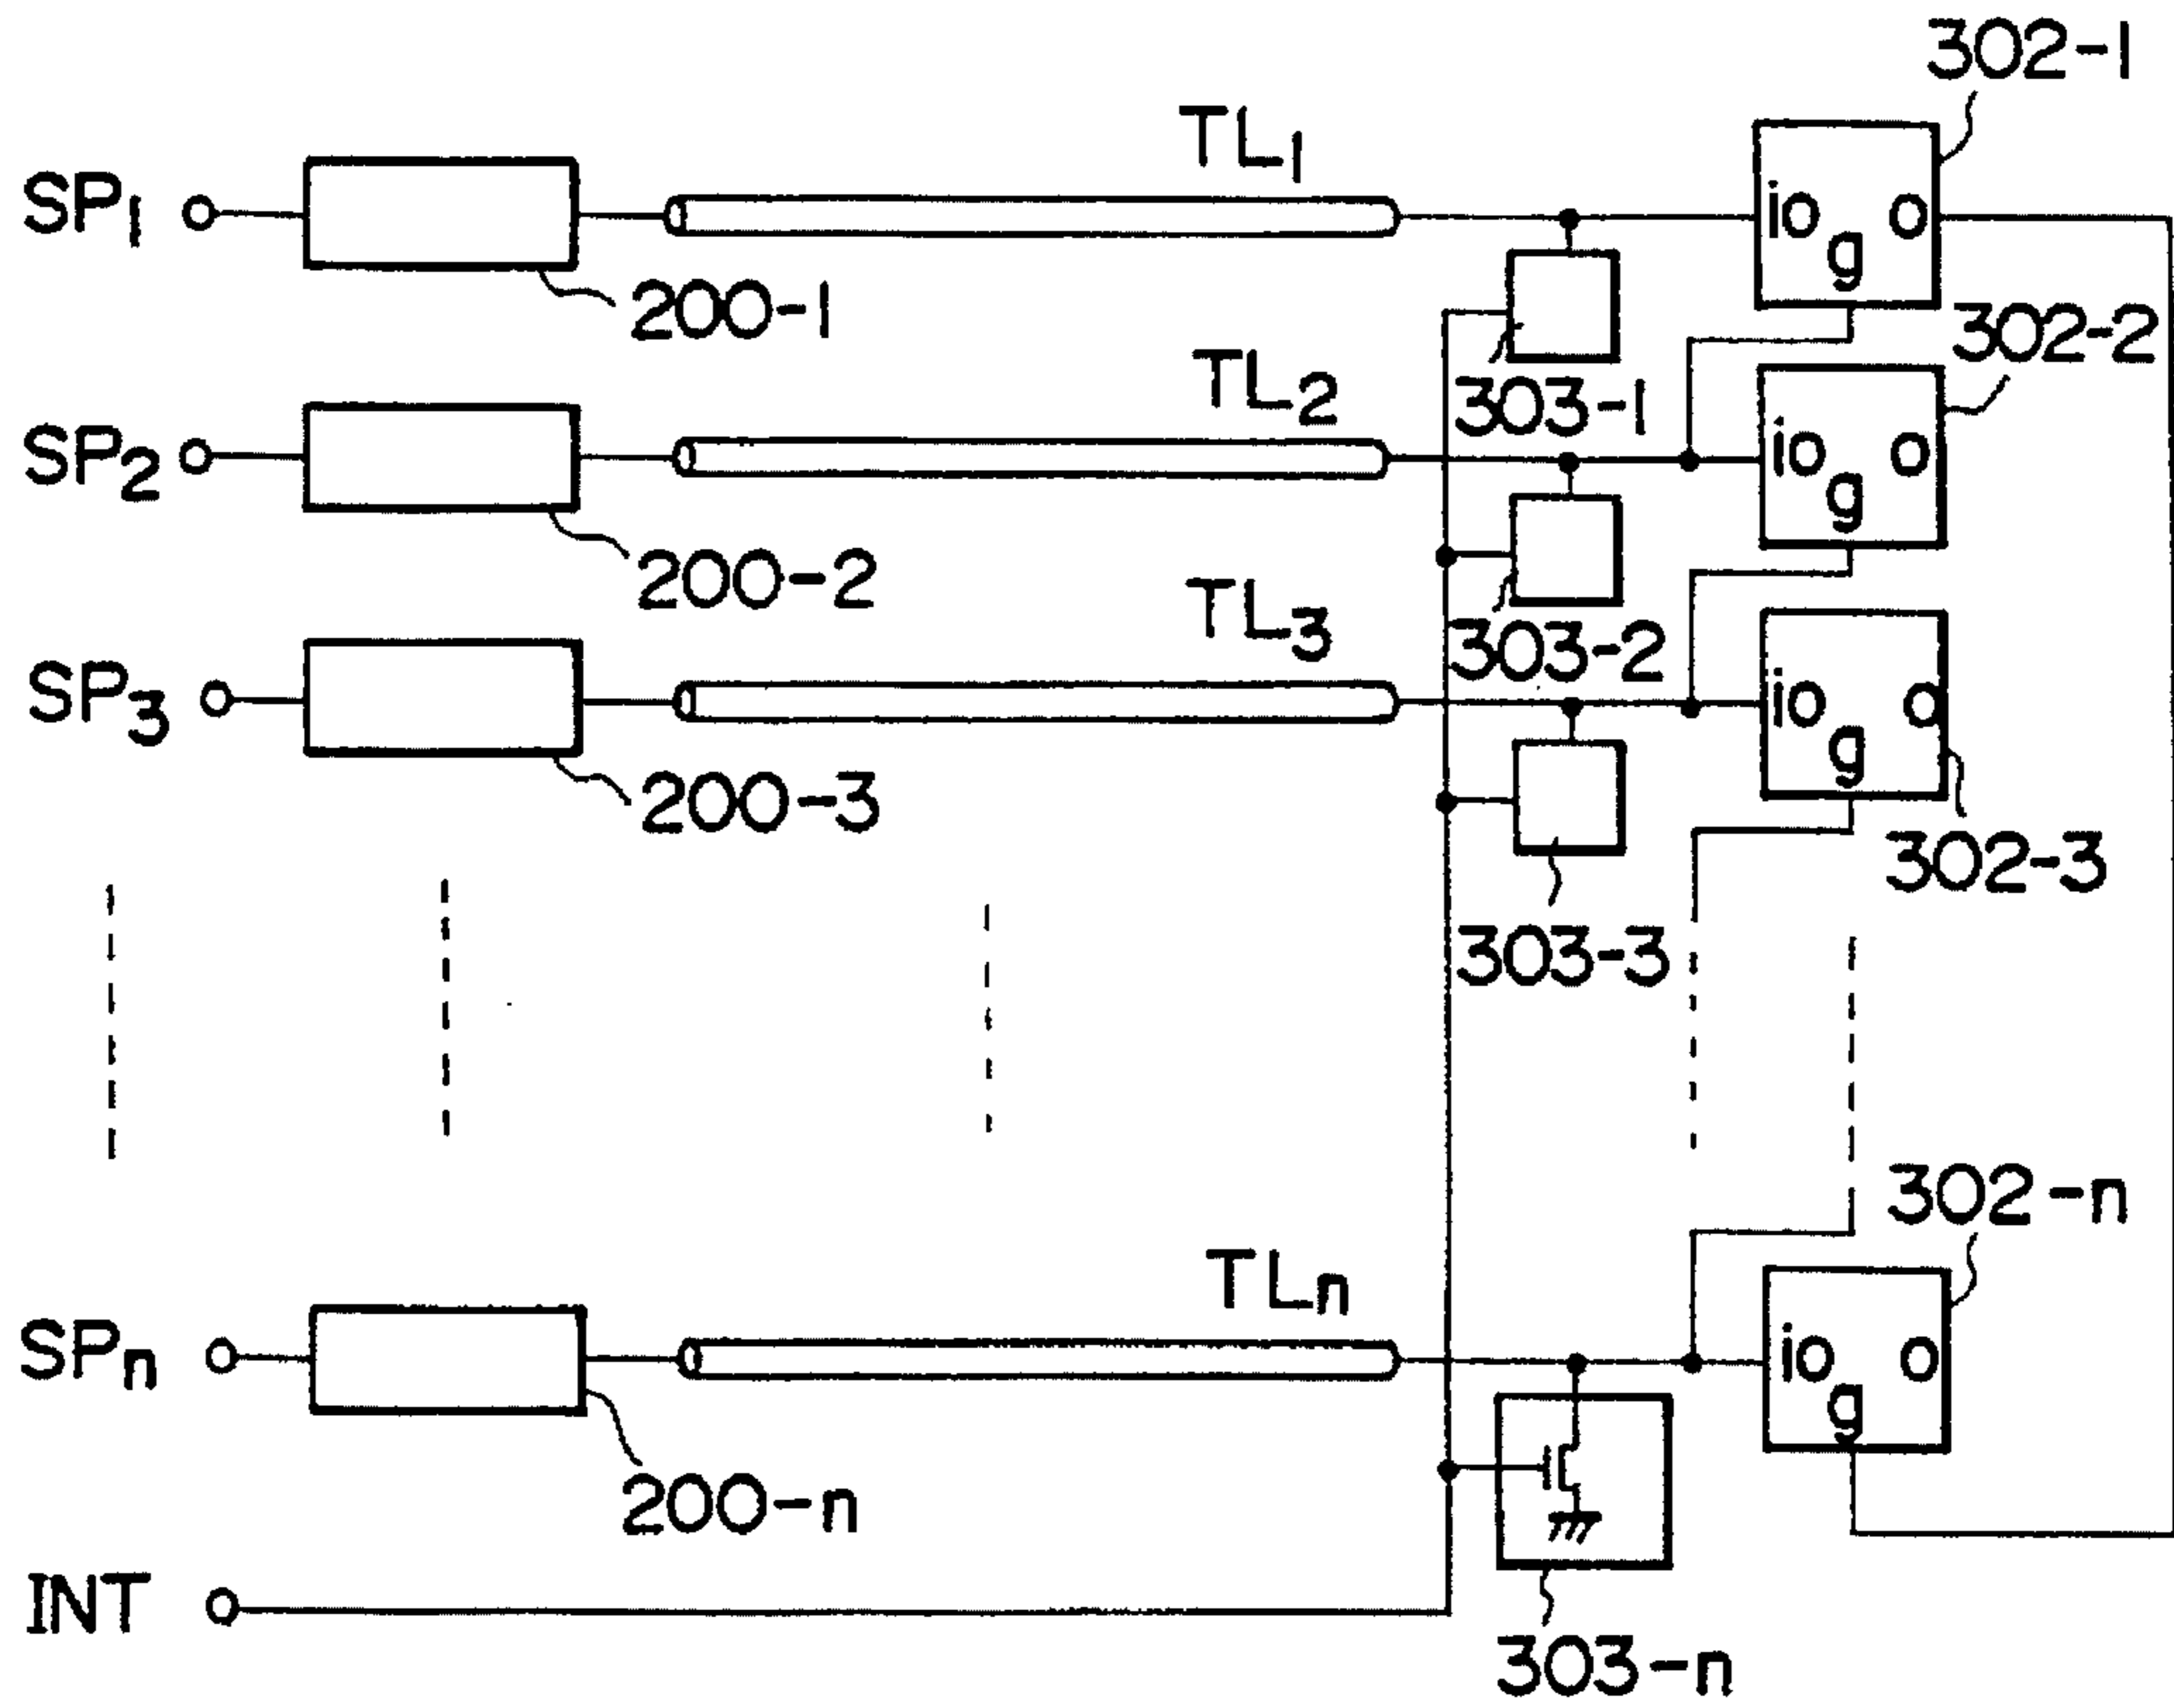 302-1
TL1
SP1
io
o
g
200-1
302-2
TL2
303-1
SP2
io
o
g
200-2
TL3
303-2
SP3
io
o
g
200-3
302-3
303-3
302-n
TLn
SPn
io
o
g
200-n
INT
303-n